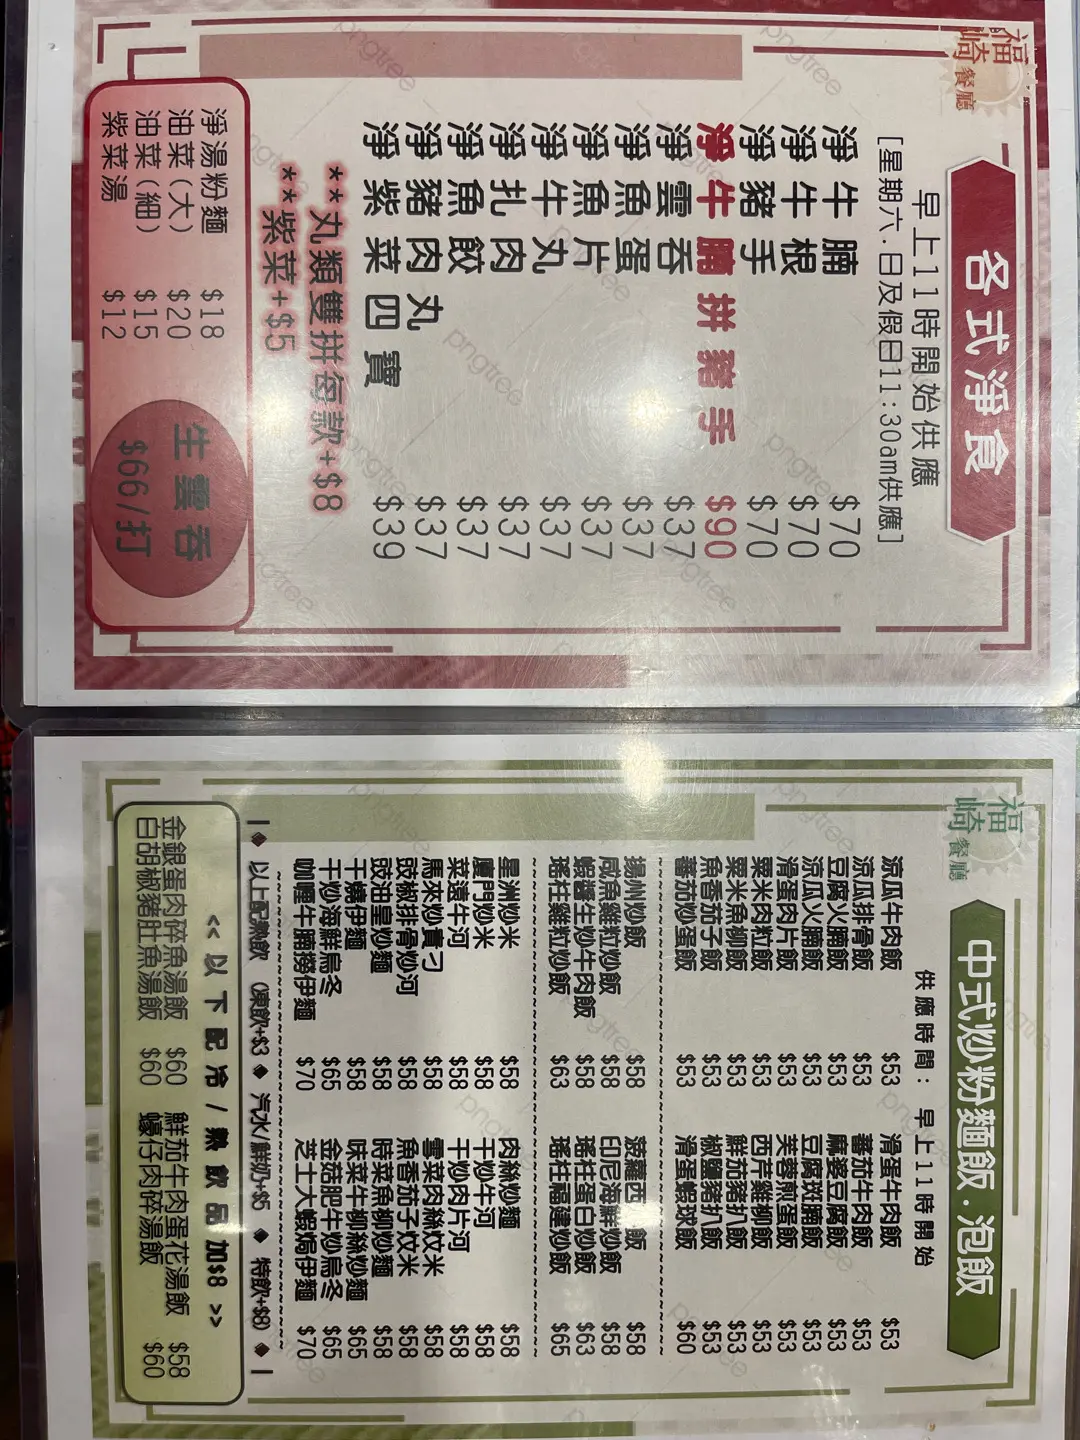 福崎餐廳
各式淨食
早上11時開始供應
[星期六.日及假日11:30am供應]
淨牛腩 $70
淨牛根 $70
淨豬手 $70
淨牛腩拼豬手 $90
淨雲吞 $37
淨魚蛋 $37
淨魚片 $37
淨牛丸 $37
淨扎肉 $37
淨魚餃 $37
淨豬肉丸 $37
淨紫菜四寶 $39
**丸類雙拼每款+$8
**紫菜+$5
淨湯粉麵 $18
油菜(大) $20
油菜(細) $15
紫菜湯 $12
生雲吞
$66/打
福崎餐廳
中式炒粉麵飯.泡飯
供應時間: 早上11時開始
涼瓜牛肉飯 $53 滑蛋牛肉飯 $53
涼瓜排骨飯 $53 蕃茄牛肉飯 $53
豆腐火腩飯 $53 麻婆豆腐飯 $53
涼瓜火腩飯 $53 豆腐斑腩飯 $53
滑蛋肉片飯 $53 芙蓉煎蛋飯 $53
粟米肉粒飯 $53 西芹雞柳飯 $53
粟米魚柳飯 $53 鮮茄豬扒飯 $53
魚香茄子飯 $53 椒鹽豬扒飯 $53
蕃茄炒蛋飯 $53 滑蛋蝦球飯 $60
揚州炒飯 $58 菠蘿西 飯 $58
咸魚雞粒炒飯 $58 印尼海鮮炒飯 $58
蝦醬生炒牛肉飯 $58 瑤柱蛋白炒飯 $63
瑤柱雞粒炒飯 $63 瑤柱福建炒飯 $65
星洲炒米 $58 肉絲炒麵 $58
廈門炒米 $58 干炒牛河 $58
菜遠牛河 $58 干炒肉片河 $58
馬來炒貴刁 $58 雪菜肉絲炆米 $58
豉椒排骨炒河 $58 魚香茄子炆米 $58
豉油皇炒麵 $58 時菜魚柳炒麵 $58
干燒伊麵 $58 味菜牛柳絲炒麵 $58
干炒海鮮烏冬 $65 金菇肥牛炒烏冬 $65
咖喱牛腩撈伊麵 $70 芝士大蝦焗伊麵 $70
以上配熱飲 (凍飲+$3 ◆ 汽水/鮮奶+$5 ◆ 特飲+$8)
<< 以下配冷/熱飲品加$8 >>
金銀蛋肉碎魚湯飯 $60 鮮茄牛肉蛋花湯飯 $58
白胡椒豬肚魚湯飯 $60 蠔仔肉碎湯飯 $60